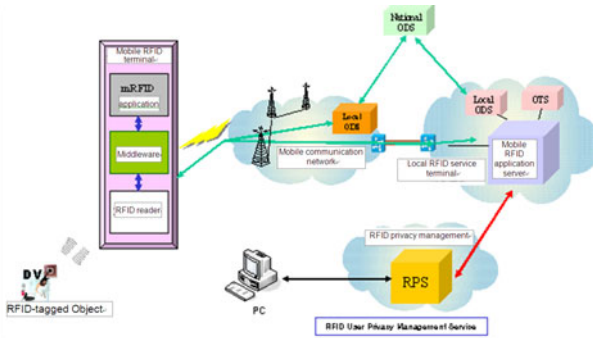 National
ODS
Mobile RFID
terminal
mRFID
application
Middleware
RFID reader
Local
ODS
Mobile communication
network
Local
ODS
OTS
Mobile
RFID
application
server
Local RFID service
terminal
RFID privacy management
RPS
PC
RFID User Privacy Management Service
DV
RFID-tagged Object